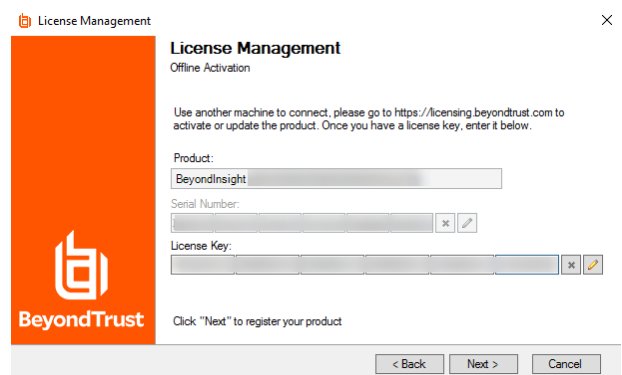 License Management
License Management
Offline Activation
Use another machine to connect, please go to https://licensing.beyondtrust.com to
activate or update the product. Once you have a license key, enter it below.
Product:
BeyondInsight
Serial Number:
License Key:
BeyondTrust
Click "Next" to register your product
< Back
Next >
Cancel